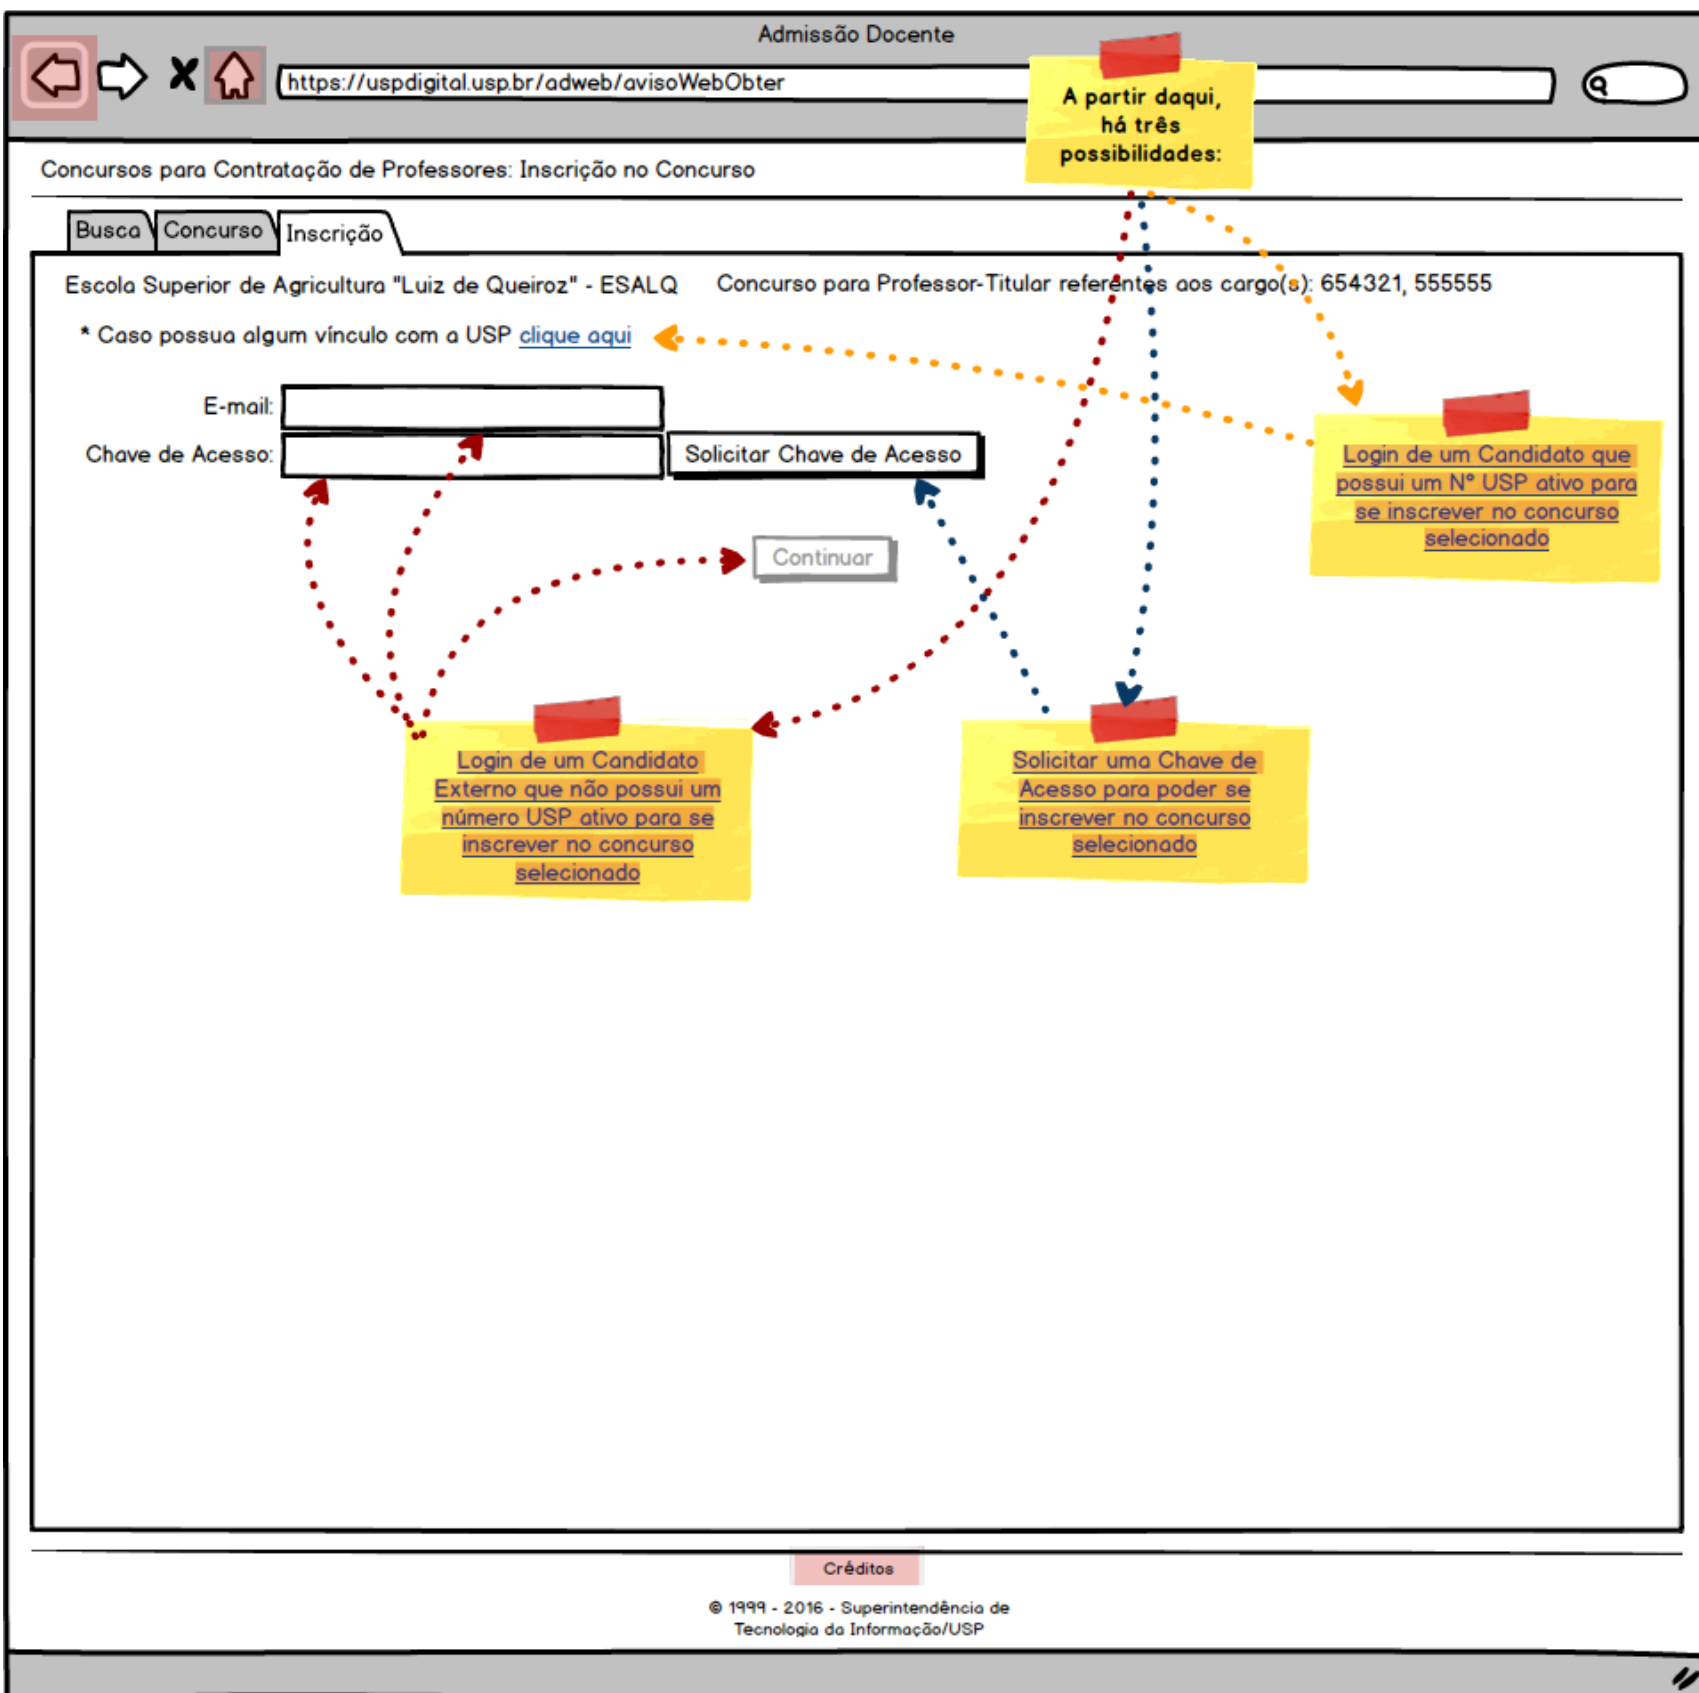 Admissão Docente
https://uspdigital.usp.br/adweb/avisoWebObter
A partir daqui,
há três
possibilidades:
Concursos para Contratação de Professores: Inscrição no Concurso
Busca
Concurso
Inscrição
Escola Superior de Agricultura "Luiz de Queiroz" - ESALQ
Concurso para Professor-Titular referentes aos cargo(s): 654321, 555555
* Caso possua algum vínculo com a USP clique aqui
E-mail:
Chave de Acesso:
Solicitar Chave de Acesso
Login de um Candidato que
possui um Nº USP ativo para
se inscrever no concurso
selecionado
Continuar
Login de um Candidato
Externo que não possui um
número USP ativo para se
inscrever no concurso
selecionado
Solicitar uma Chave de
Acesso para poder se
inscrever no concurso
selecionado
Créditos
© 1999 - 2016 - Superintendência de
Tecnologia da Informação/USP